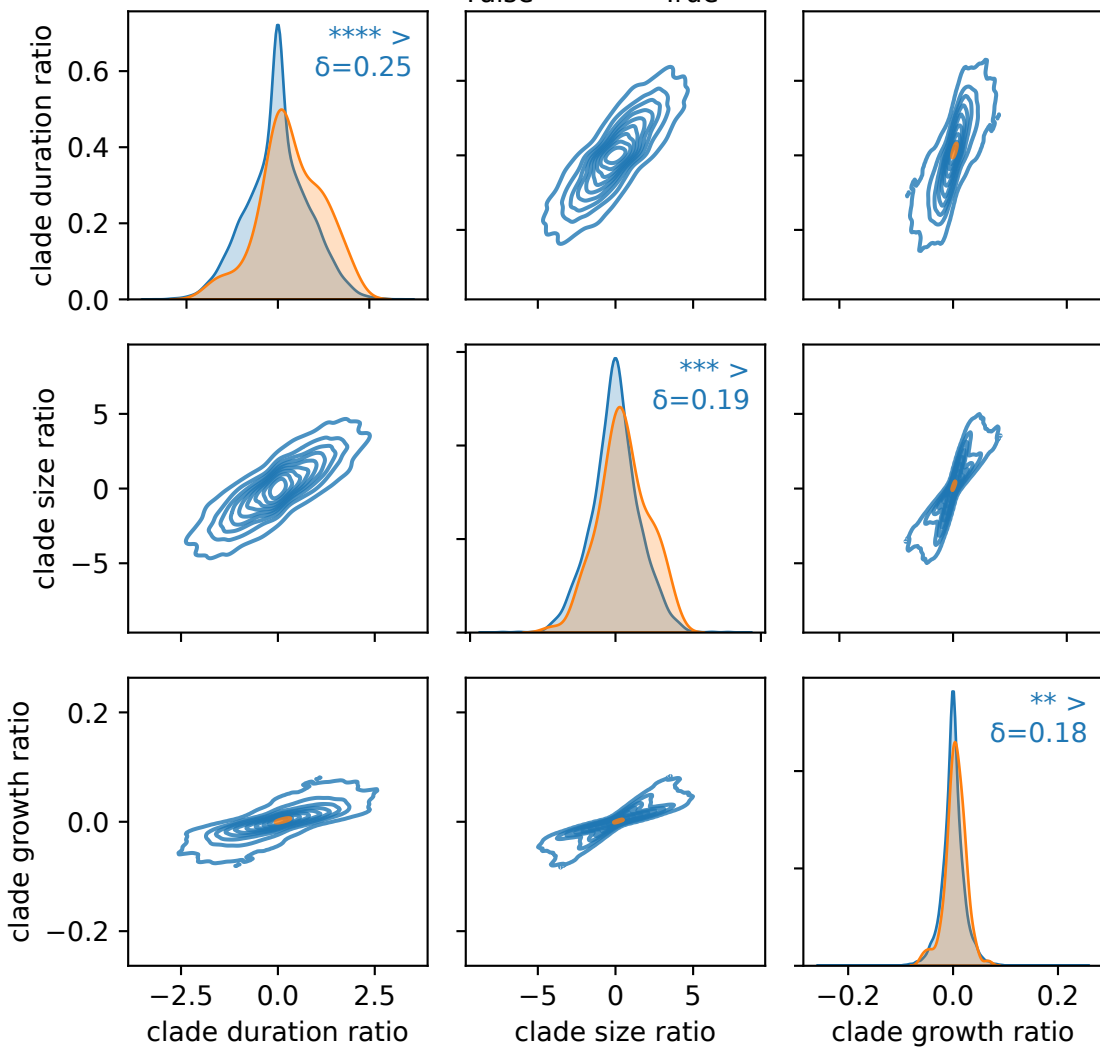 clade duration ratio
0.6
0.4
0.2
0.0
**** >
δ=0.25
clade size ratio
5
0
−5
*** >
δ=0.19
clade growth ratio
0.2
0.0
−0.2
** >
δ=0.18
−2.5 0.0 2.5
−5 0 5
−0.2 0.0 0.2
clade duration ratio
clade size ratio
clade growth ratio